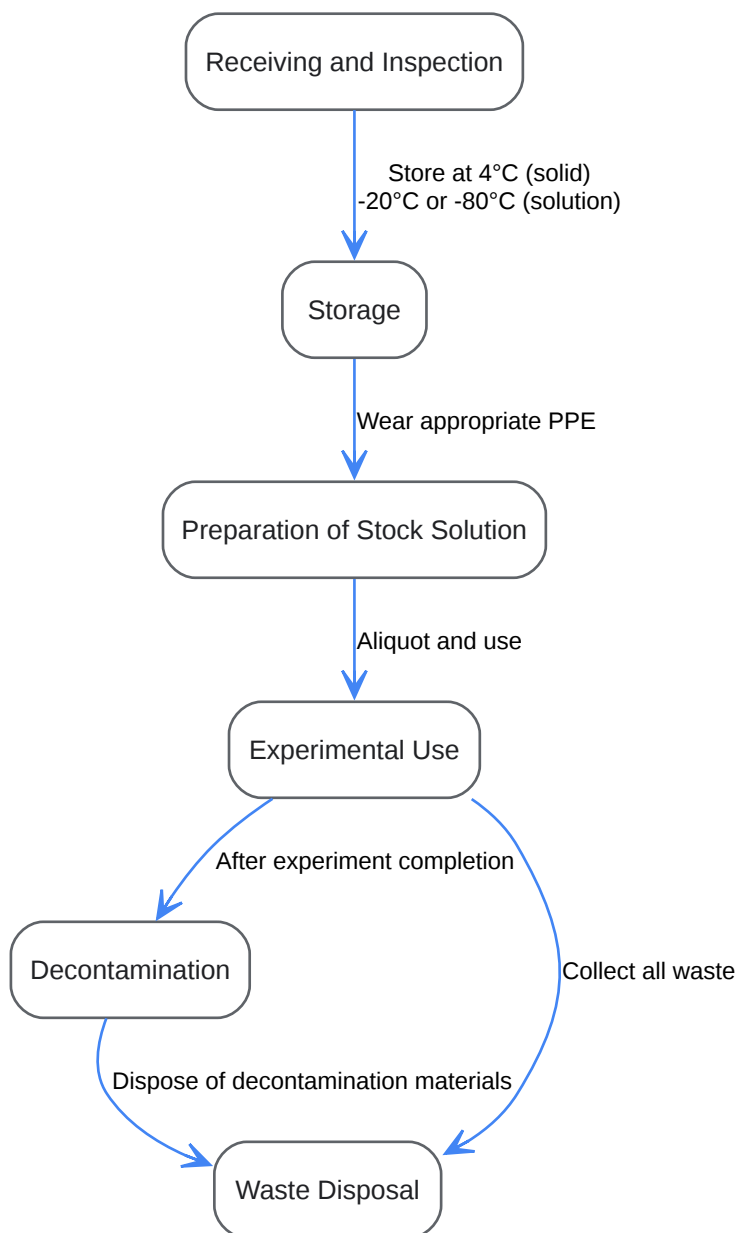 Receiving and Inspection
Store at 4°C (solid)
-20°C or -80°C (solution)
Storage
Wear appropriate PPE
Preparation of Stock Solution
Aliquot and use
Experimental Use
After experiment completion
Decontamination
Collect all waste
Dispose of decontamination materials
Waste Disposal